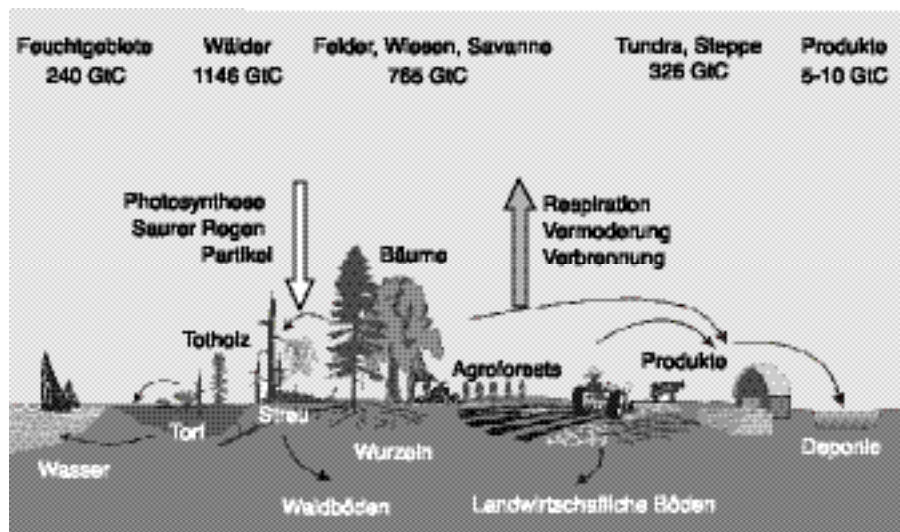 Feuchtgebiete
240 GtC
Wälder
1146 GtC
Felder, Wiesen, Savanne
765 GtC
Tundra, Steppe
326 GtC
Produkte
5-10 GtC
Photosynthese
Saurer Regen
Partikel
Respiration
Vermoderung
Verbrennung
Bäume
Totholz
Agroforests
Produkte
Streu
Torf
Wurzeln
Wasser
Deponie
Waldböden
Landwirtschaftliche Böden